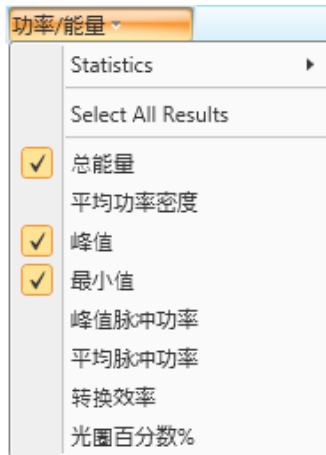 功率/能量
Statistics
Select All Results
总能量
平均功率密度
峰值
最小值
峰值脉冲功率
平均脉冲功率
转换效率
光圈百分数%